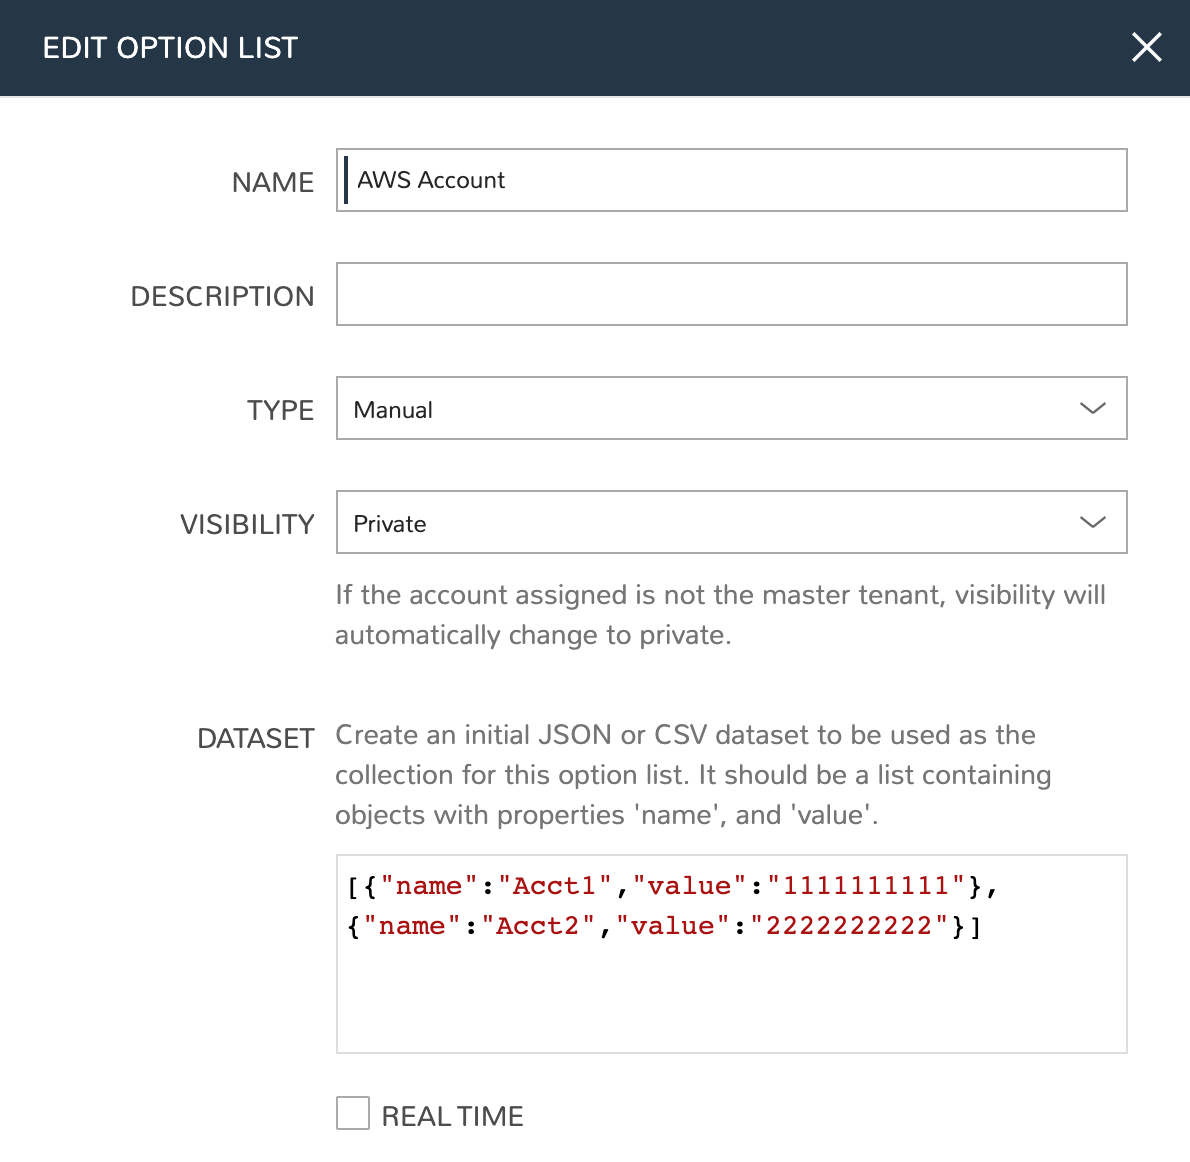 EDIT OPTION LIST
NAME
AWS Account
DESCRIPTION
TYPE
Manual
VISIBILITY
Private
If the account assigned is not the master tenant, visibility will
automatically change to private.
DATASET
Create an initial JSON or CSV dataset to be used as the
collection for this option list. It should be a list containing
objects with properties 'name', and 'value'.
[{"name":"Acct1","value":"1111111111"},
{"name":"Acct2","value":"2222222222"}]
REAL TIME